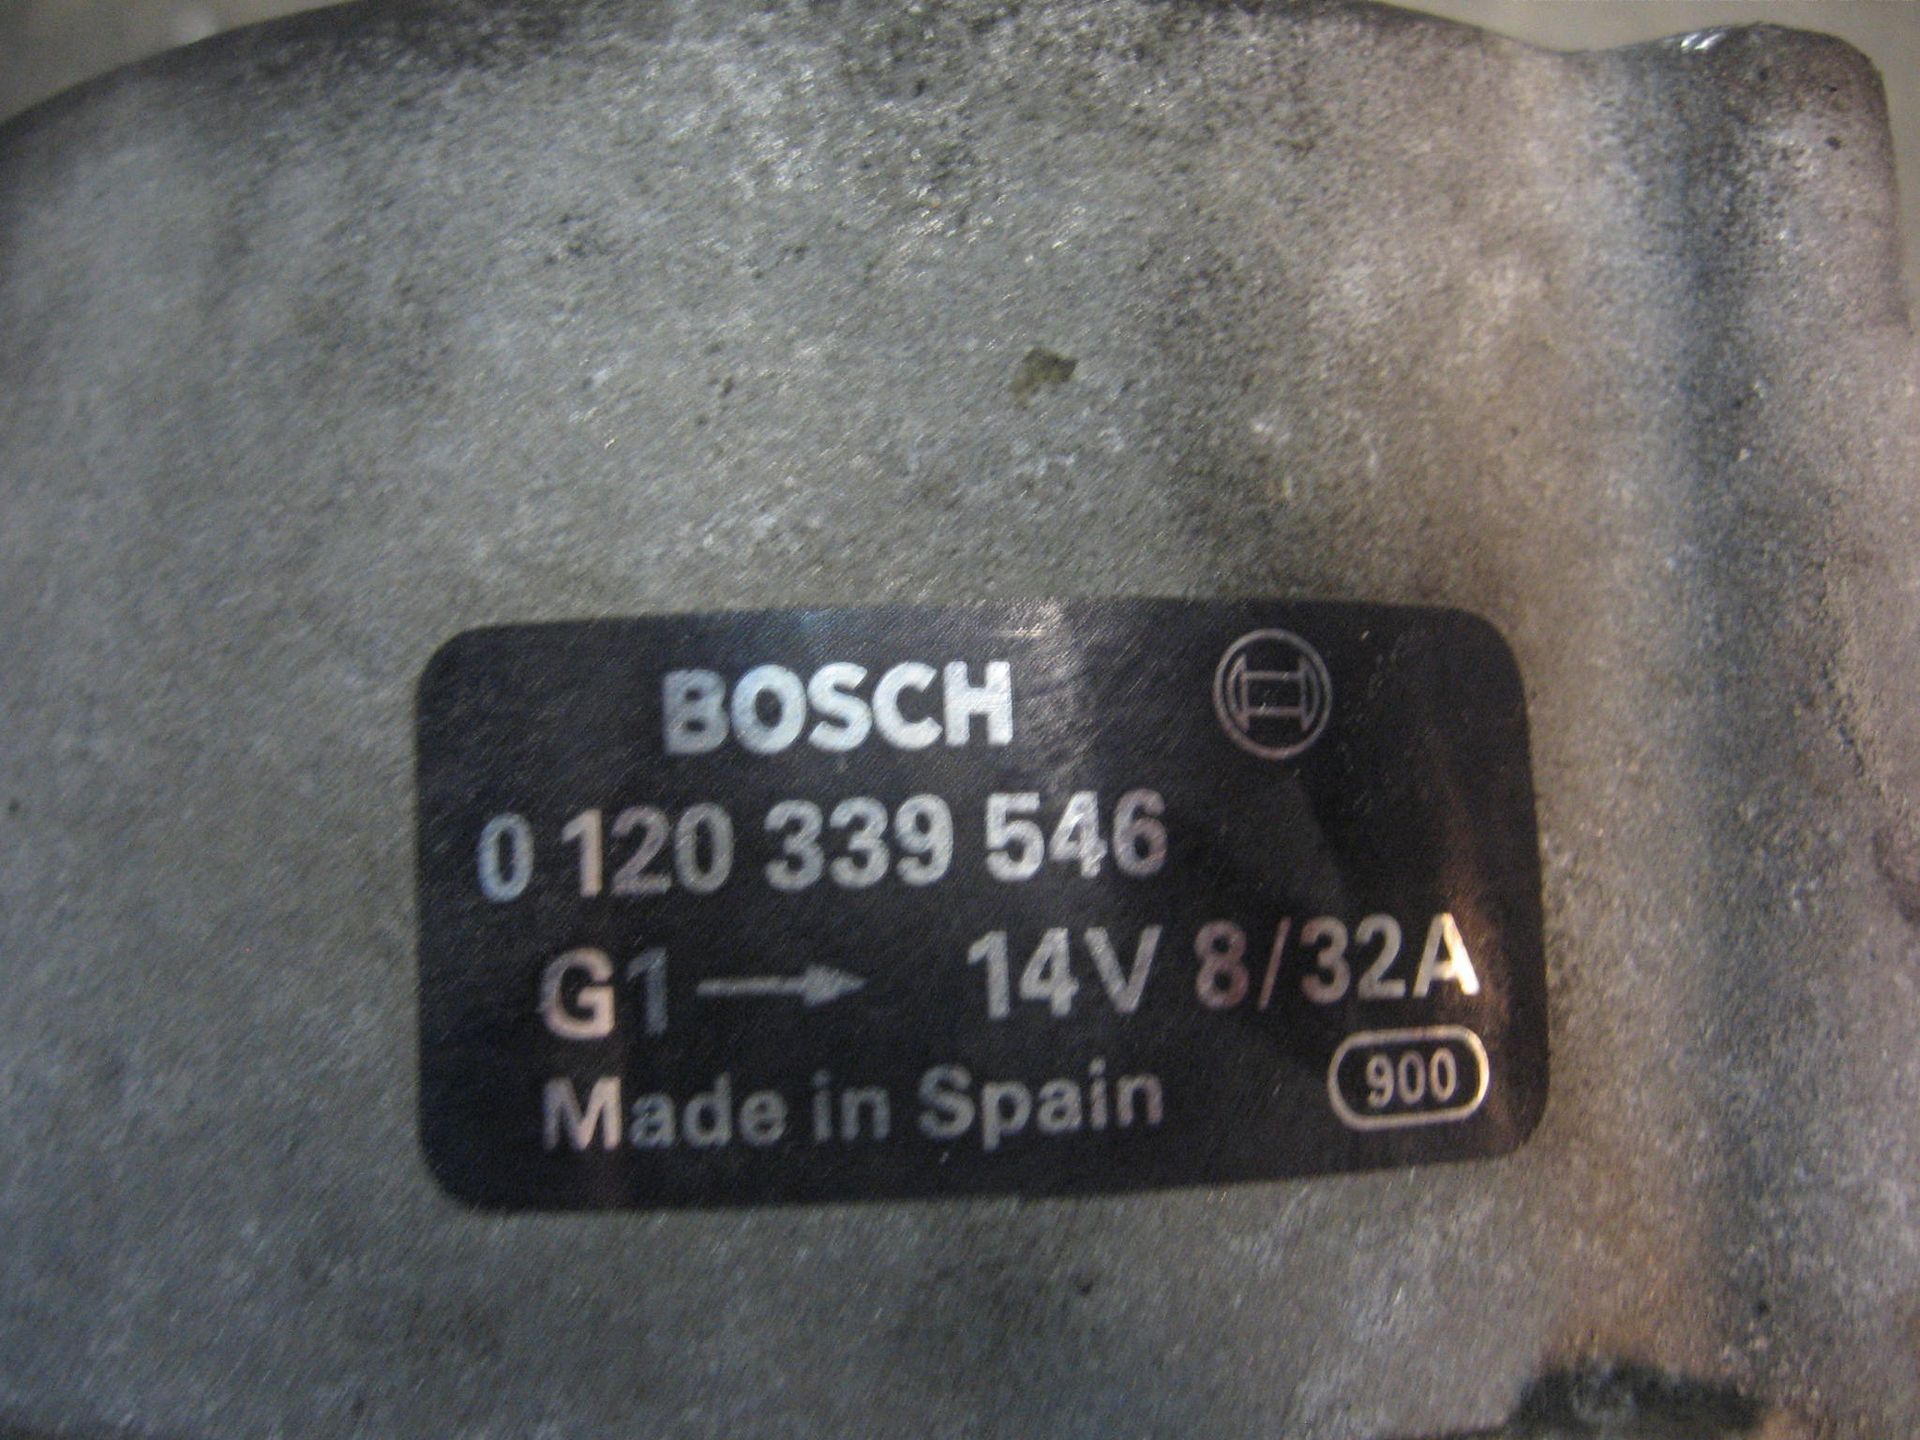 BOSCH
0 120 339 546
G1 → 14V 8/32A
Made in Spain 900